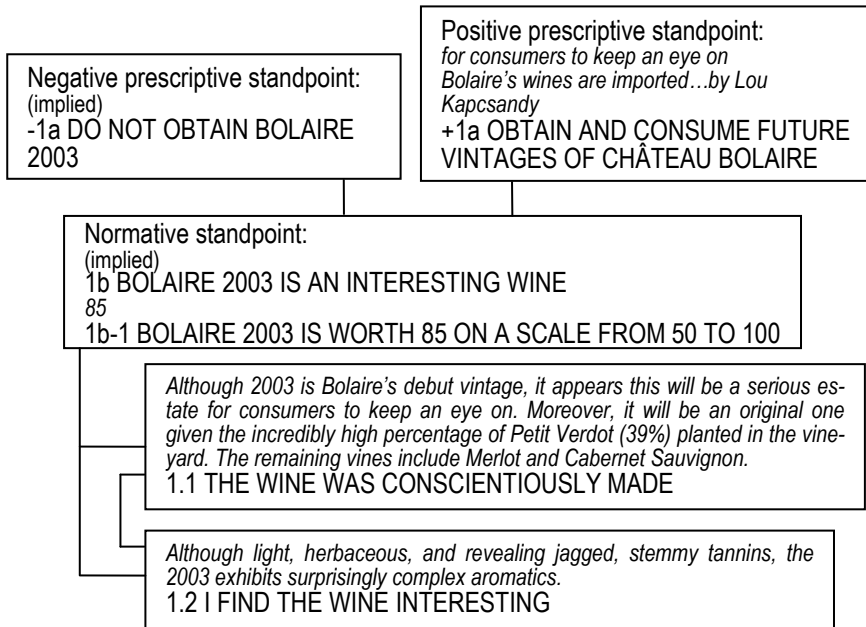 Negative prescriptive standpoint:
(implied)
-1a DO NOT OBTAIN BOLAIRE
2003
Positive prescriptive standpoint:
for consumers to keep an eye on
Bolaire’s wines are imported…by Lou
Kapcsandy
+1a OBTAIN AND CONSUME FUTURE
VINTAGES OF CHÂTEAU BOLAIRE
Normative standpoint:
(implied)
1b BOLAIRE 2003 IS AN INTERESTING WINE
85
1b-1 BOLAIRE 2003 IS WORTH 85 ON A SCALE FROM 50 TO 100
Although 2003 is Bolaire’s debut vintage, it appears this will be a serious es-
tate for consumers to keep an eye on. Moreover, it will be an original one
given the incredibly high percentage of Petit Verdot (39%) planted in the vine-
yard. The remaining vines include Merlot and Cabernet Sauvignon.
1.1 THE WINE WAS CONSCIENTIOUSLY MADE
Although light, herbaceous, and revealing jagged, stemmy tannins, the
2003 exhibits surprisingly complex aromatics.
1.2 I FIND THE WINE INTERESTING